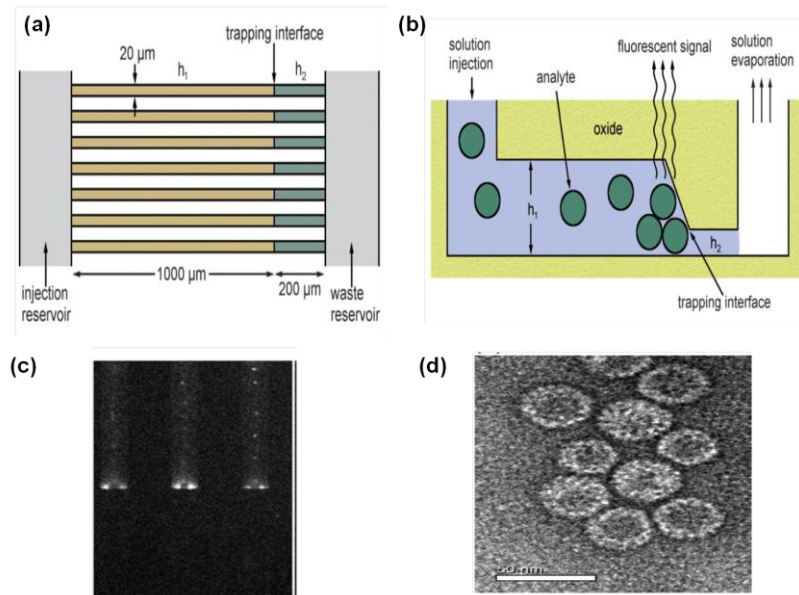 (a)
trapping interface
20 μm
h₁
h₂
1000 μm
200 μm
injection
reservoir
waste
reservoir
(b)
solution
injection
fluorescent signal
solution
evaporation
analyte
oxide
h₁
h₂
trapping interface
(c)
(d)